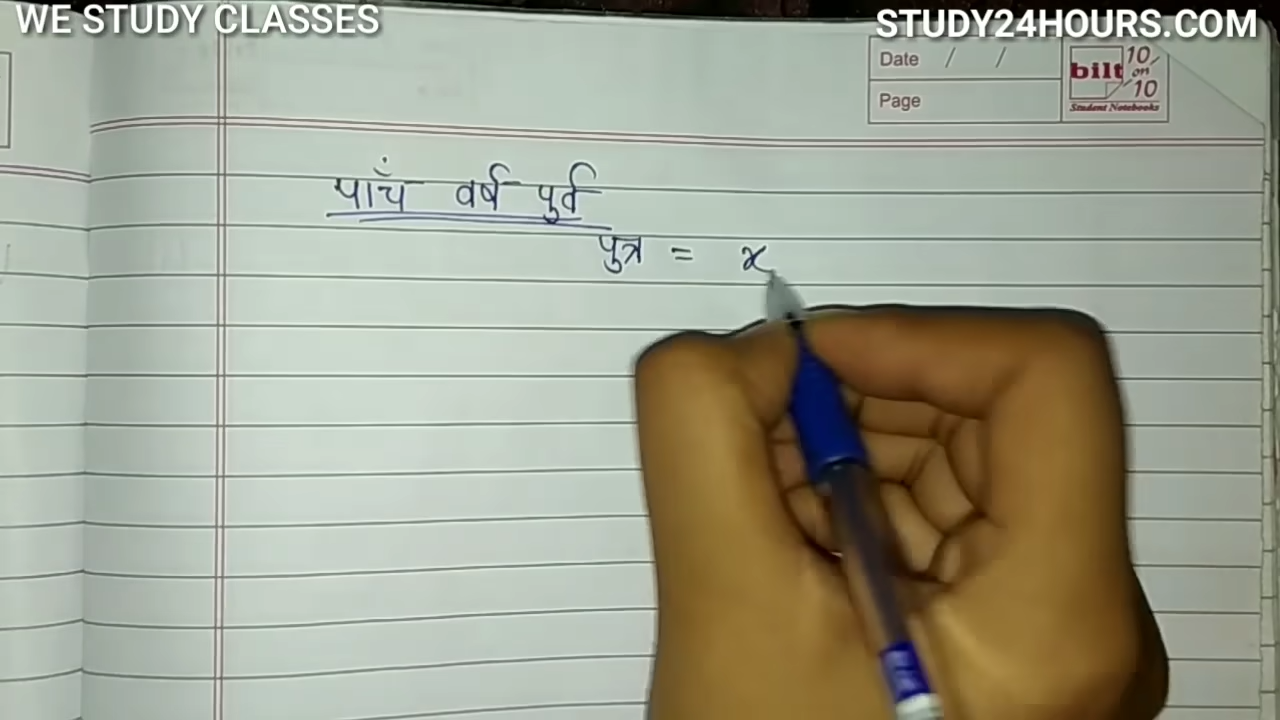 WE STUDY CLASSES
STUDY24HOURS.COM
Date / /
Page
bilt 10 on 10
Student Notebooks
पाँच वर्ष पुर्व
पुत्र = x